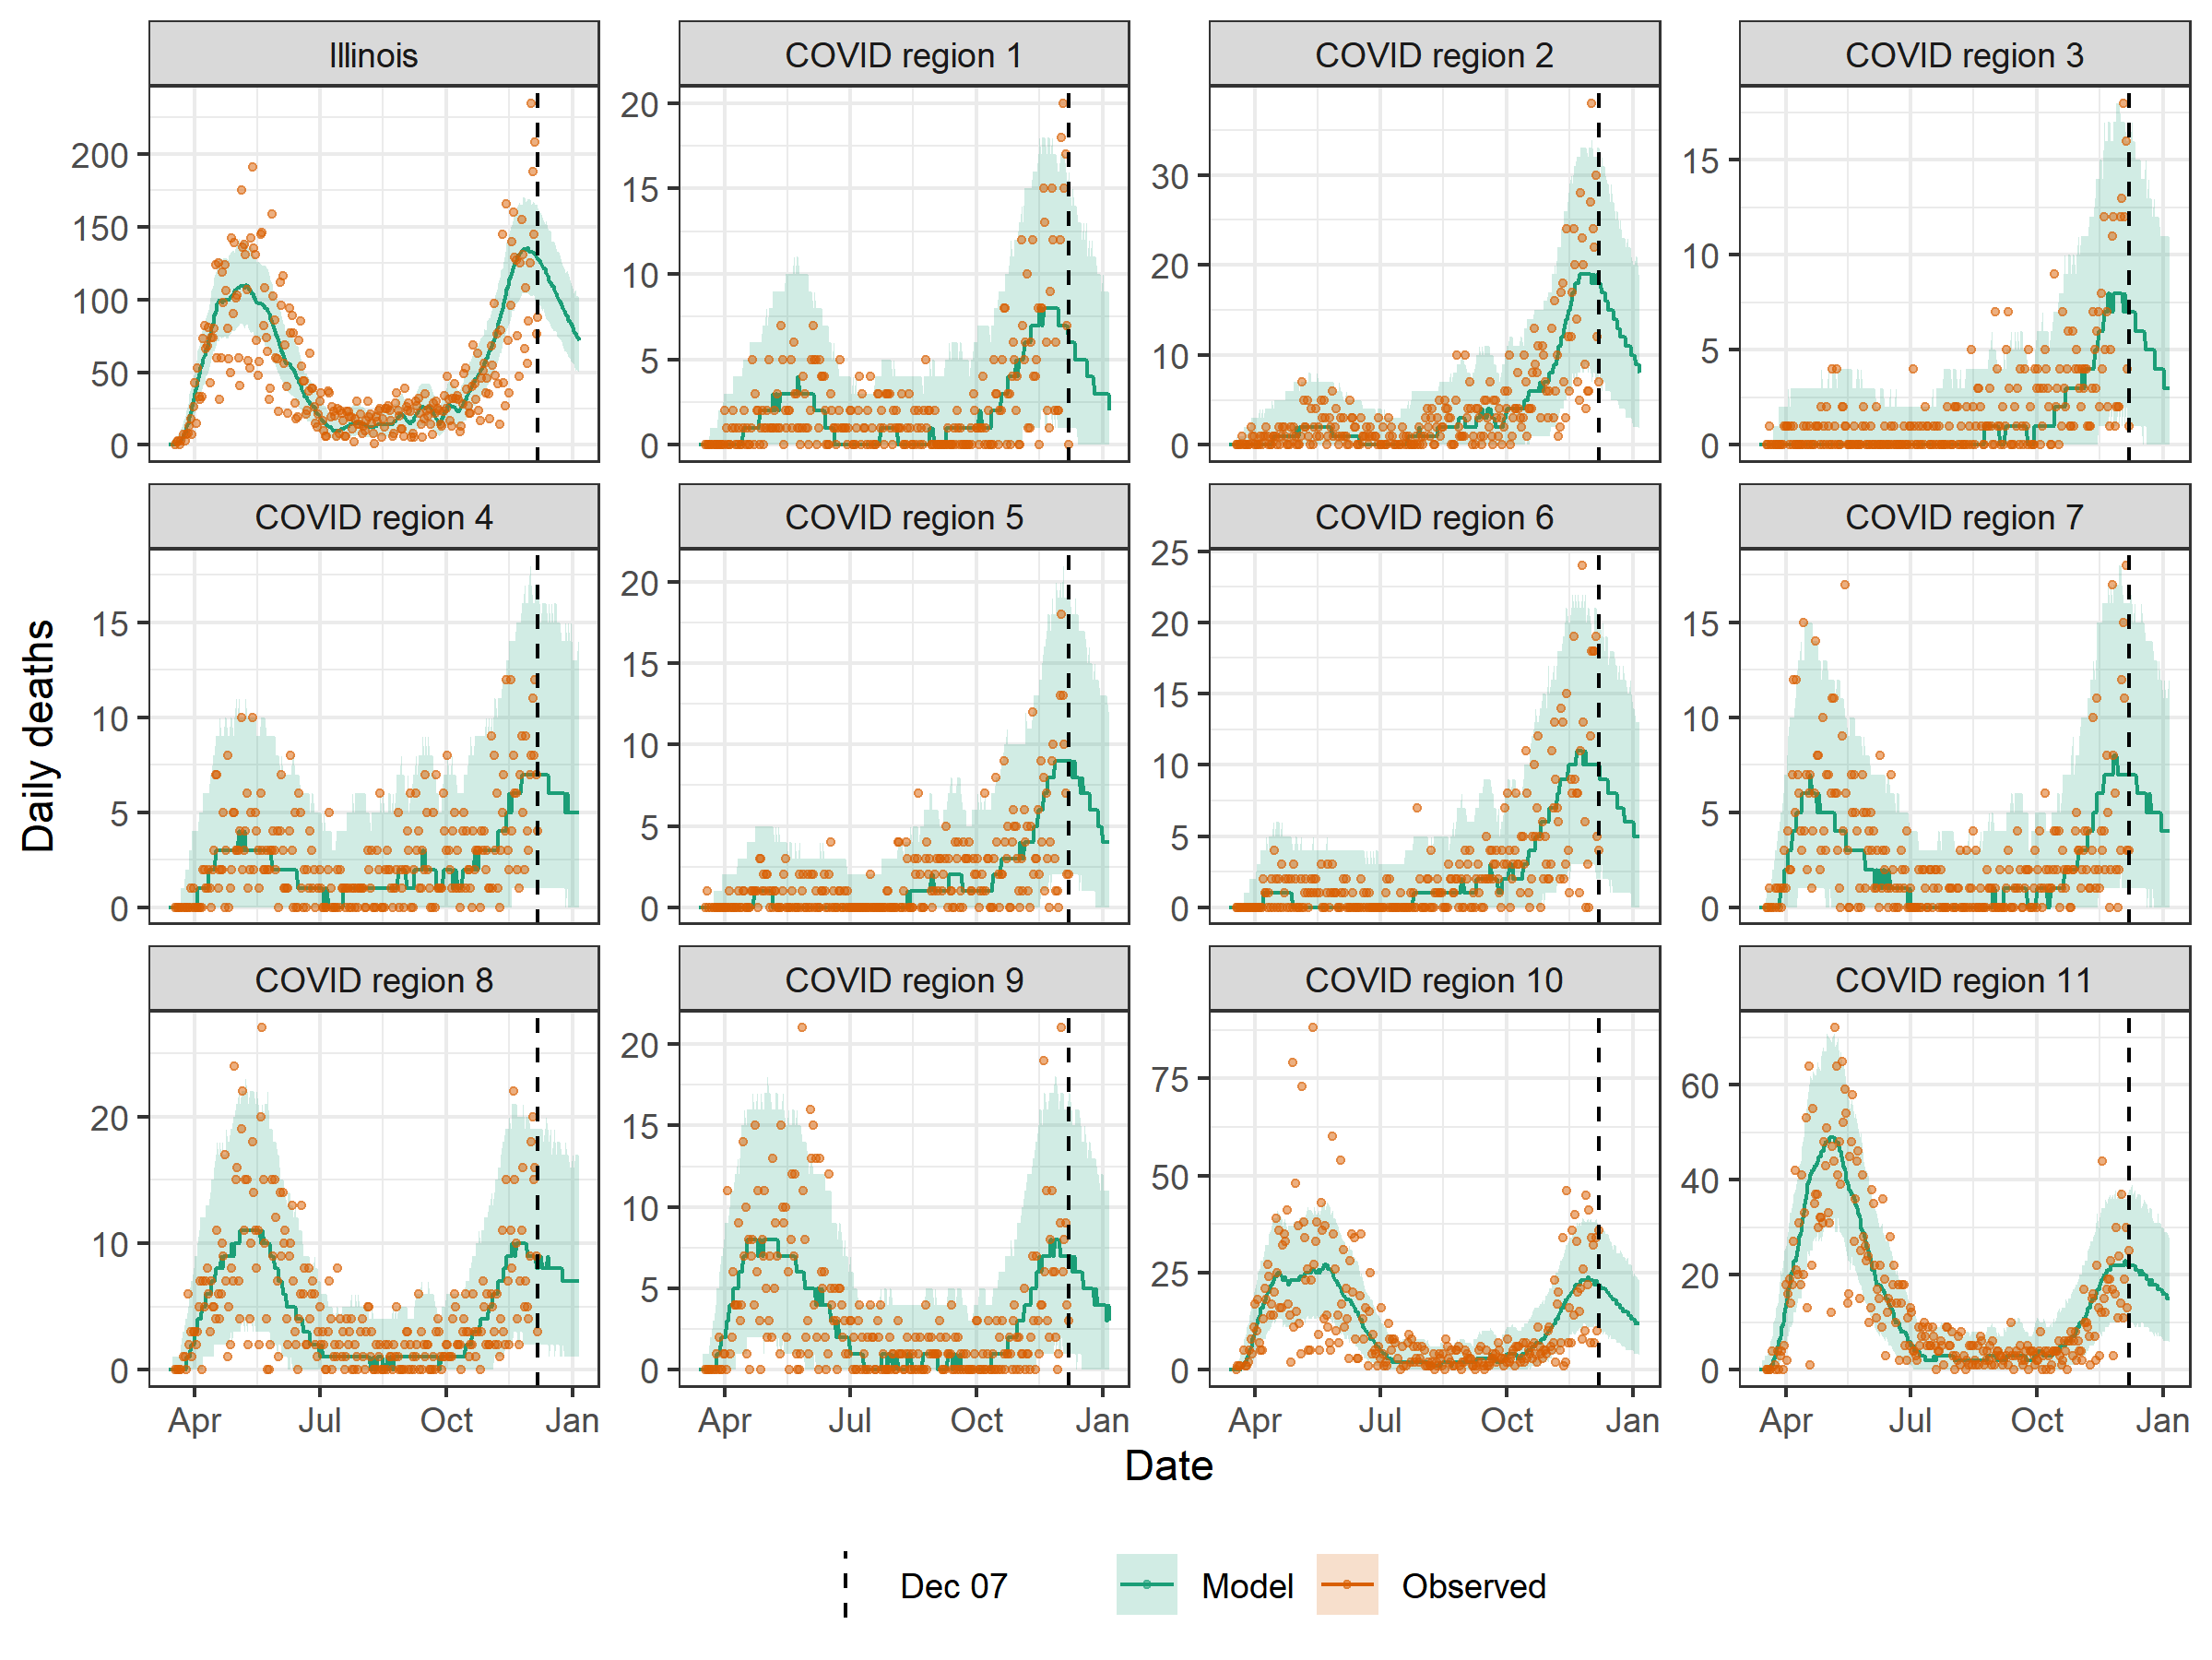 Illinois
COVID region 1
COVID region 2
COVID region 3
200
150
100
50
0
20
15
10
5
0
30
20
10
0
15
10
5
0
COVID region 4
COVID region 5
COVID region 6
COVID region 7
15
10
5
0
20
15
10
5
0
25
20
15
10
5
0
15
10
5
0
Daily deaths
COVID region 8
COVID region 9
COVID region 10
COVID region 11
20
10
0
20
15
10
5
0
75
50
25
0
60
40
20
0
Apr Jul Oct Jan
Apr Jul Oct Jan
Apr Jul Oct Jan
Apr Jul Oct Jan
Date
Dec 07 Model Observed